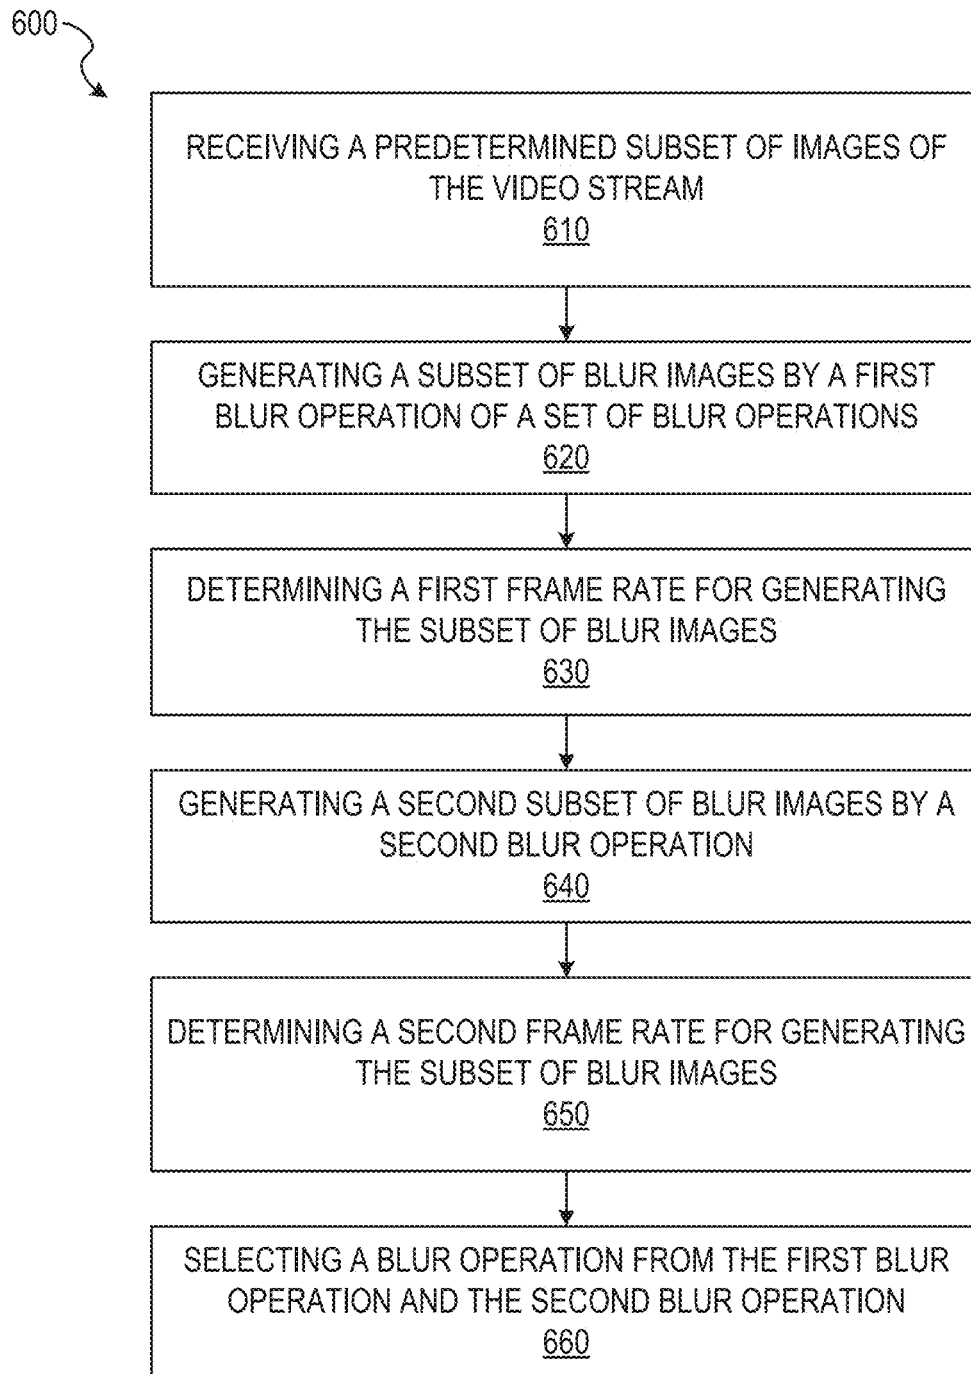 600
RECEIVING A PREDETERMINED SUBSET OF IMAGES OF
THE VIDEO STREAM
610
GENERATING A SUBSET OF BLUR IMAGES BY A FIRST
BLUR OPERATION OF A SET OF BLUR OPERATIONS
620
DETERMINING A FIRST FRAME RATE FOR GENERATING
THE SUBSET OF BLUR IMAGES
630
GENERATING A SECOND SUBSET OF BLUR IMAGES BY A
SECOND BLUR OPERATION
640
DETERMINING A SECOND FRAME RATE FOR GENERATING
THE SUBSET OF BLUR IMAGES
650
SELECTING A BLUR OPERATION FROM THE FIRST BLUR
OPERATION AND THE SECOND BLUR OPERATION
660